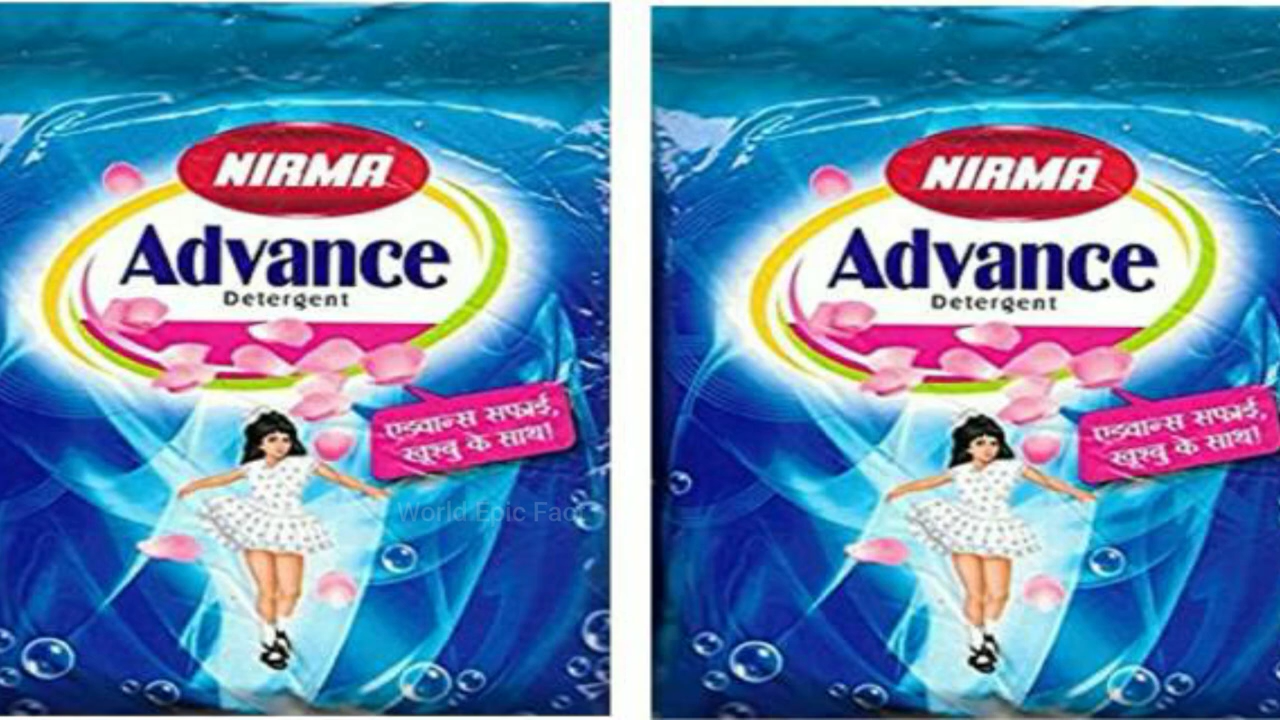 NIRMA
Advance
Detergent
एडवान्स सफाई,
खूश्बु के साथ!
World Epic Fact
NIRMA
Advance
Detergent
एडवान्स सफाई,
खूश्बु के साथ!